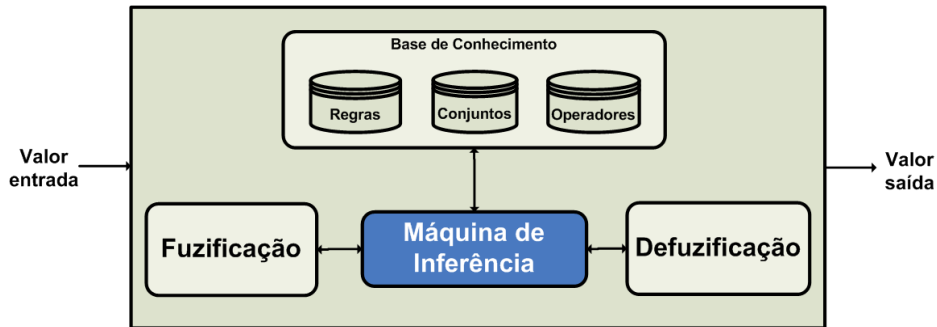 Base de Conhecimento
Regras
Conjuntos
Operadores
Valor
entrada
Valor
saída
Fuzificação
Máquina de
Inferência
Defuzificação